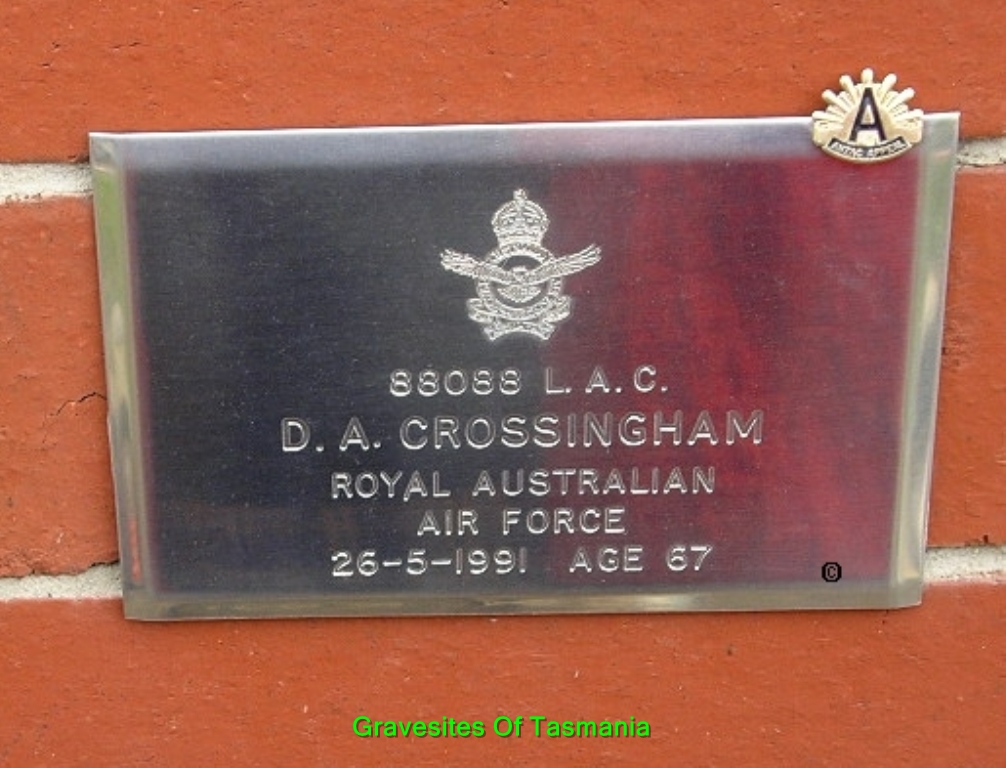 A
ANZAC APPEAL
88088 L.A.C.
D. A. CROSSINGHAM
ROYAL AUSTRALIAN
AIR FORCE
26-5-1991 AGE 67
©
Gravesites Of Tasmania